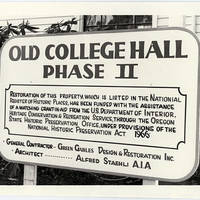 OLD COLLEGE HALL
PHASE II
RESTORATION OF THIS PROPERTY, WHICH IS LISTED IN THE NATIONAL
REGISTER OF HISTORIC PLACES, HAS BEEN FUNDED WITH THE ASSISTANCE
OF A MATCHING GRANT-IN-AID FROM THE U.S. DEPARTMENT OF INTERIOR,
HERITAGE CONSERVATION & RECREATION SERVICE, THROUGH THE OREGON
STATE HISTORIC PRESERVATION OFFICE, UNDER PROVISIONS OF THE
NATIONAL HISTORIC PRESERVATION ACT 1966
· GENERAL CONTRACTOR - GREEN GABLES DESIGN & RESTORATION INC.
· ARCHITECT ------------ ALFRED STAEHLI A.I.A